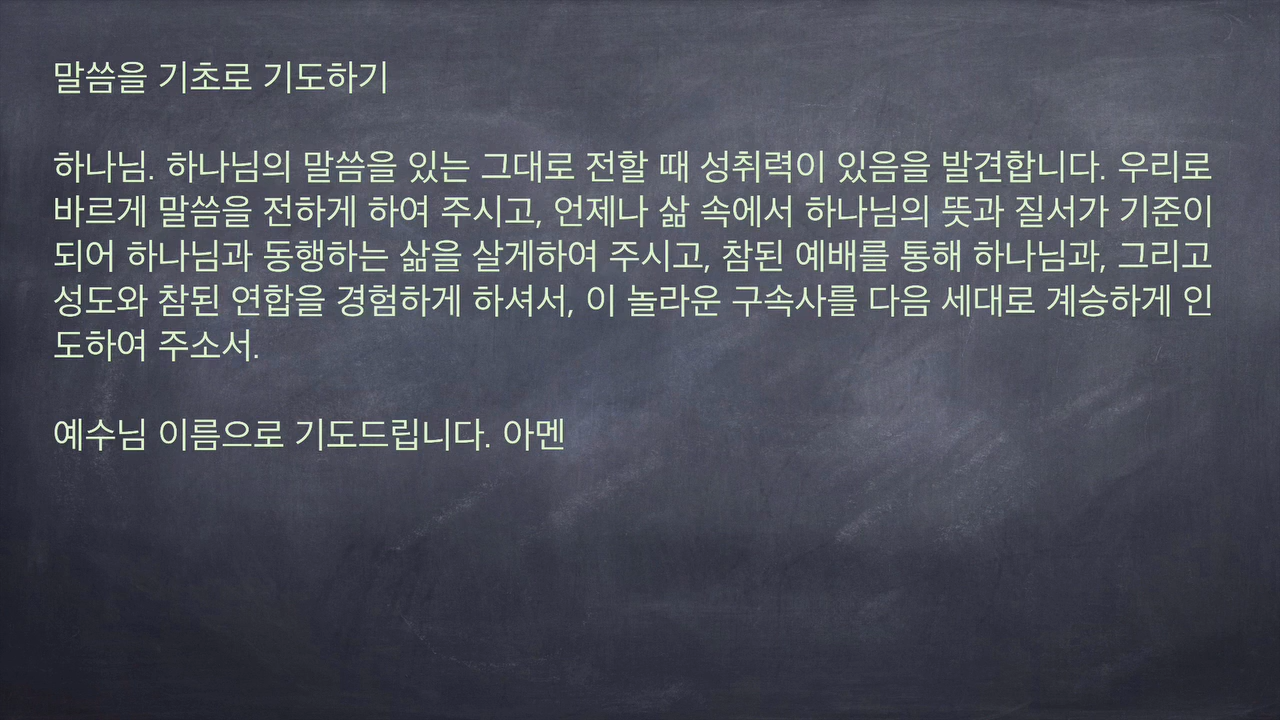 말씀을 기초로 기도하기
하나님. 하나님의 말씀을 있는 그대로 전할 때 성취력이 있음을 발견합니다. 우리로
바르게 말씀을 전하게 하여 주시고, 언제나 삶 속에서 하나님의 뜻과 질서가 기준이
되어 하나님과 동행하는 삶을 살게하여 주시고, 참된 예배를 통해 하나님과, 그리고
성도와 참된 연합을 경험하게 하셔서, 이 놀라운 구속사를 다음 세대로 계승하게 인
도하여 주소서.
예수님 이름으로 기도드립니다. 아멘